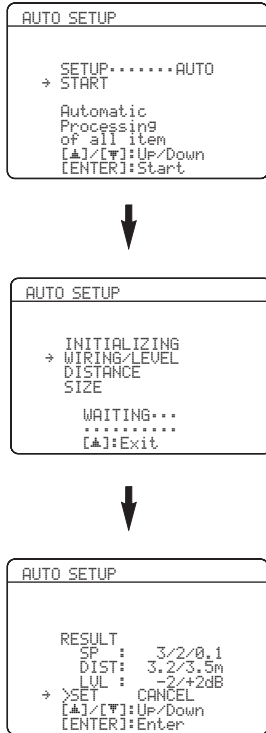 AUTO SETUP
SETUP·······AUTO
→ START
Automatic
Processing
of all item
[▲]/[▼]:Up/Down
[ENTER]:Start
AUTO SETUP
INITIALIZING
→ WIRING/LEVEL
DISTANCE
SIZE
WAITING···
··········
[▲]:Exit
AUTO SETUP
RESULT
SP : 3/2/0.1
DIST: 3.2/3.5m
LVL : -2/+2dB
→ >SET CANCEL
[▲]/[▼]:Up/Down
[ENTER]:Enter